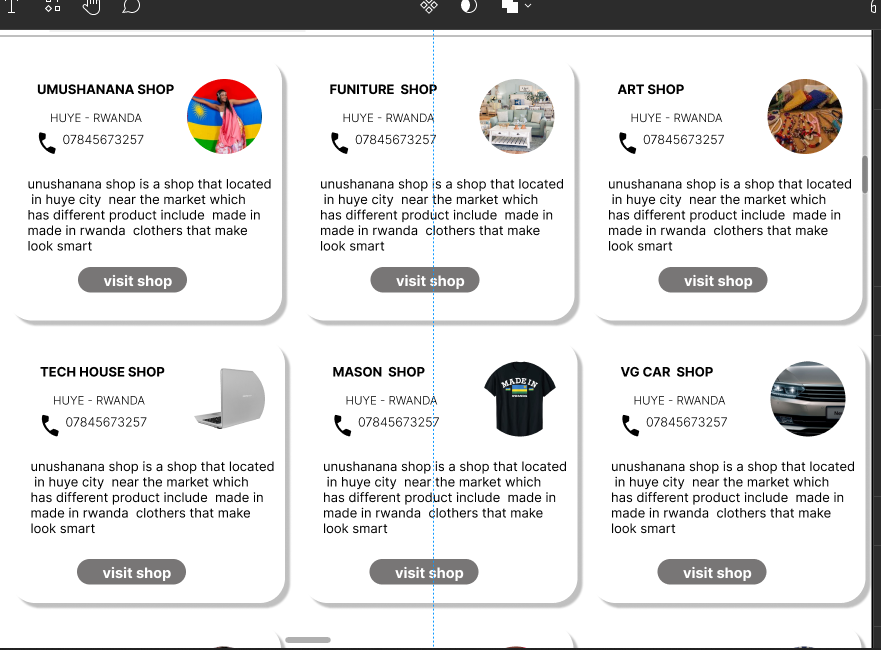 UMUSHANANA SHOP
HUYE - RWANDA
07845673257
unushanana shop is a shop that located
in huye city near the market which
has different product include made in
made in rwanda clothers that make
look smart
visit shop
FUNITURE SHOP
HUYE - RWANDA
07845673257
unushanana shop is a shop that located
in huye city near the market which
has different product include made in
made in rwanda clothers that make
look smart
visit shop
ART SHOP
HUYE - RWANDA
07845673257
unushanana shop is a shop that located
in huye city near the market which
has different product include made in
made in rwanda clothers that make
look smart
visit shop
TECH HOUSE SHOP
HUYE - RWANDA
07845673257
unushanana shop is a shop that located
in huye city near the market which
has different product include made in
made in rwanda clothers that make
look smart
visit shop
MASON SHOP
HUYE - RWANDA
07845673257
MADE IN
RWANDA
unushanana shop is a shop that located
in huye city near the market which
has different product include made in
made in rwanda clothers that make
look smart
visit shop
VG CAR SHOP
HUYE - RWANDA
07845673257
unushanana shop is a shop that located
in huye city near the market which
has different product include made in
made in rwanda clothers that make
look smart
visit shop